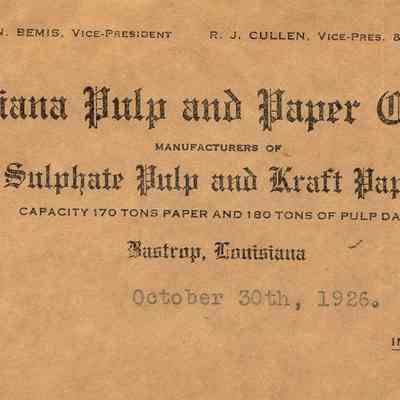 N. BEMIS, VICE-PRESIDENT R. J. CULLEN, VICE-PRES. &
iana Pulp and Paper C
MANUFACTURERS OF
Sulphate Pulp and Kraft Pap
CAPACITY 170 TONS PAPER AND 180 TONS OF PULP DA
Bastrop, Louisiana
October 30th, 1926.
IN